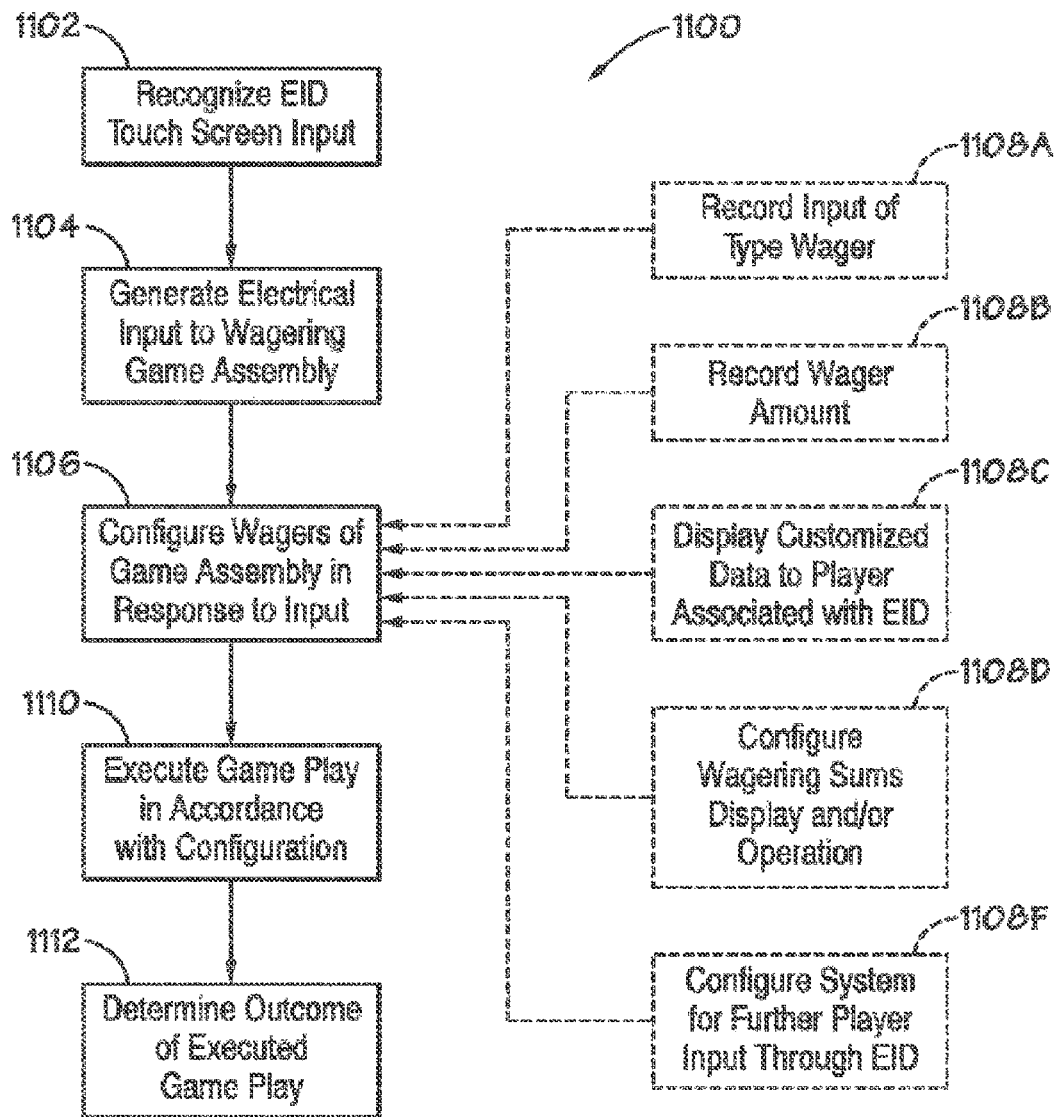 1102
1100
Recognize EID
Touch Screen Input
1108A
Record Input of
Type Wager
1104
Generate Electrical
Input to Wagering
Game Assembly
1108B
Record Wager
Amount
1106
Configure Wagers of
Game Assembly in
Response to Input
1108C
Display Customized
Data to Player
Associated with EID
1108D
Configure
Wagering Sums
Display and/or
Operation
1110
Execute Game Play
in Accordance
with Configuration
1108F
Configure System
for Further Player
Input Through EID
1112
Determine Outcome
of Executed
Game Play